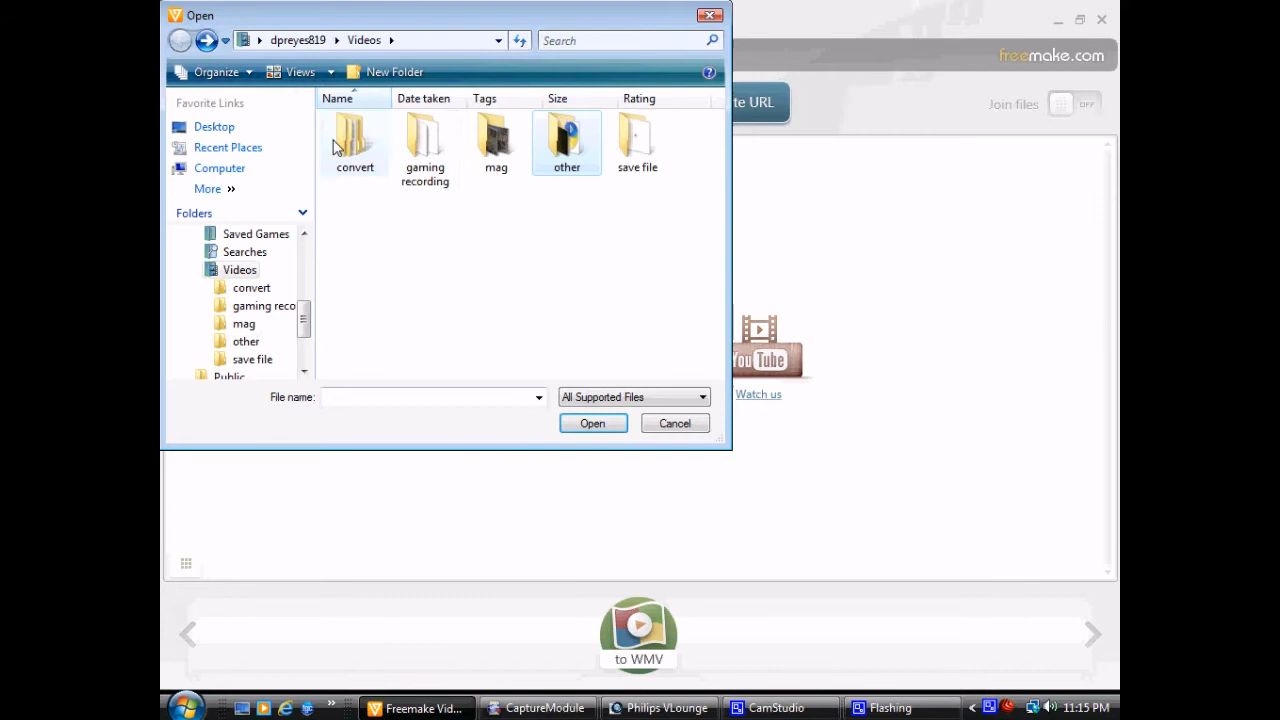 Open
dpreyes819 Videos
Search
freemake.com
Organize Views New Folder
te URL
Join files OFF
Favorite Links
Desktop
Recent Places
Computer
More »
Folders
Saved Games
Searches
Videos
convert
gaming reco
mag
other
save file
Public
Name Date taken Tags Size Rating
convert
gaming recording
mag
other
save file
File name:
All Supported Files
Open Cancel
You Tube
Watch us
to WMV
Freemake Vid...
CaptureModule
Philips VLounge
CamStudio
Flashing
11:15 PM